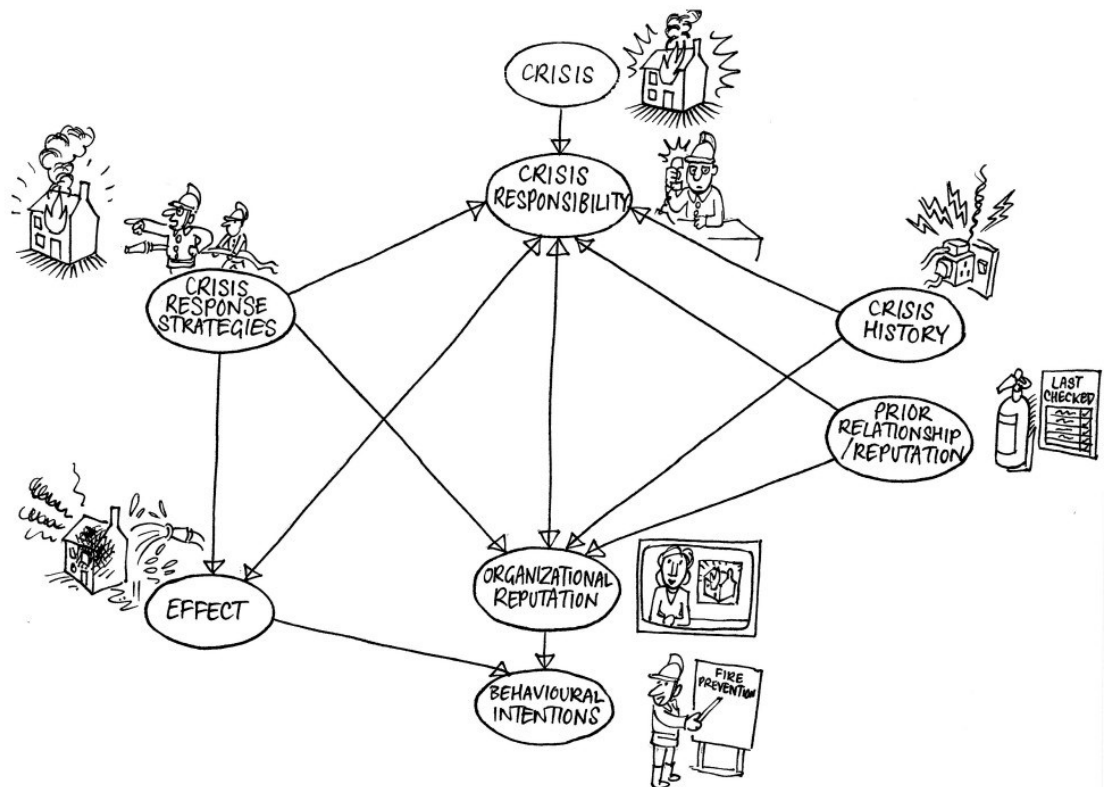 CRISIS
CRISIS
RESPONSIBILITY
CRISIS
RESPONSE
STRATEGIES
CRISIS
HISTORY
LAST
CHECKED
PRIOR
RELATIONSHIP
/REPUTATION
ORGANIZATIONAL
REPUTATION
EFFECT
BEHAVIOURAL
INTENTIONS
FIRE
PREVENTION